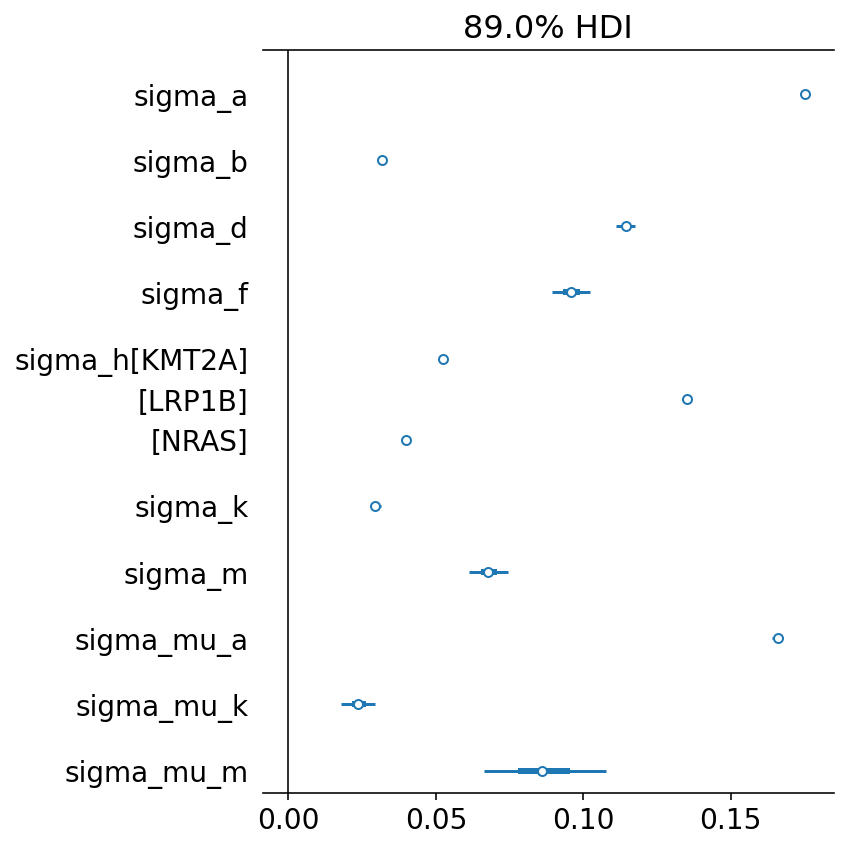 89.0% HDI
sigma_a
sigma_b
sigma_d
sigma_f
sigma_h[KMT2A]
[LRP1B]
[NRAS]
sigma_k
sigma_m
sigma_mu_a
sigma_mu_k
sigma_mu_m
0.00 0.05 0.10 0.15